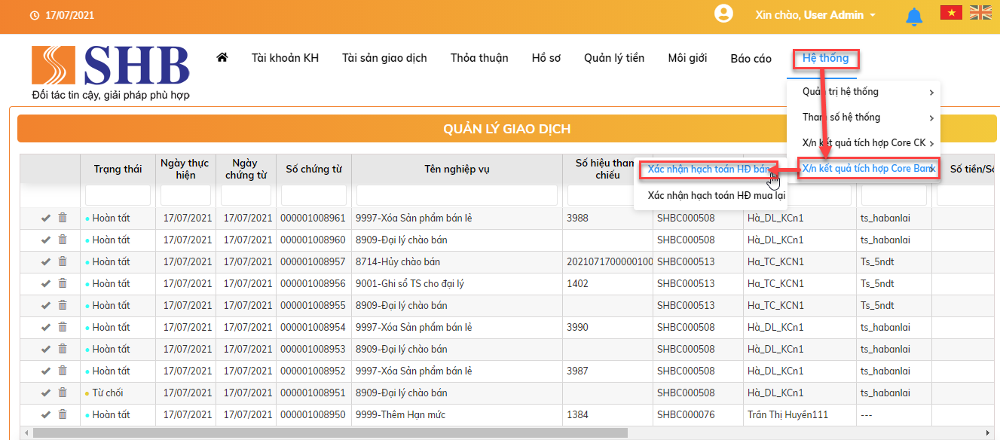 17/07/2021
Xin chào, User Admin
SHB
Đối tác tin cậy, giải pháp phù hợp
Tài khoản KH Tài sản giao dịch Thỏa thuận Hồ sơ Quản lý tiền Môi giới Báo cáo Hệ thống
Quản trị hệ thống
Tham số hệ thống
X/n kết quả tích hợp Core CK
X/n kết quả tích hợp Core Bank
Xác nhận hạch toán HĐ bán
Xác nhận hạch toán HĐ mua lại
QUẢN LÝ GIAO DỊCH
Trạng thái Ngày thực hiện Ngày chứng từ Số chứng từ Tên nghiệp vụ Số hiệu tham chiếu Số tiền/Số
Hoàn tất 17/07/2021 17/07/2021 000001008961 9997-Xóa Sản phẩm bán lẻ 3988 SHBC000508 Hà_DL_KCn1 ts_habanlai
Hoàn tất 17/07/2021 17/07/2021 000001008960 8909-Đại lý chào bán SHBC000508 Hà_DL_KCn1 ts_habanlai
Hoàn tất 17/07/2021 17/07/2021 000001008957 8714-Hủy chào bán 2021071700000100 SHBC000513 Ha_TC_KCN1 Ts_5ndt
Hoàn tất 17/07/2021 17/07/2021 000001008956 9001-Ghi sổ TS cho đại lý 1402 SHBC000513 Ha_TC_KCN1 Ts_5ndt
Hoàn tất 17/07/2021 17/07/2021 000001008955 8909-Đại lý chào bán SHBC000513 Ha_TC_KCN1 Ts_5ndt
Hoàn tất 17/07/2021 17/07/2021 000001008954 9997-Xóa Sản phẩm bán lẻ 3990 SHBC000508 Hà_DL_KCn1 ts_habanlai
Hoàn tất 17/07/2021 17/07/2021 000001008953 8909-Đại lý chào bán SHBC000508 Hà_DL_KCn1 ts_habanlai
Hoàn tất 17/07/2021 17/07/2021 000001008952 9997-Xóa Sản phẩm bán lẻ 3987 SHBC000508 Hà_DL_KCn1 ts_habanlai
Từ chối 17/07/2021 17/07/2021 000001008951 8909-Đại lý chào bán SHBC000508 Hà_DL_KCn1 ts_habanlai
Hoàn tất 17/07/2021 17/07/2021 000001008950 9999-Thêm Hạn mức 1384 SHBC000076 Trần Thị Huyền111 ---